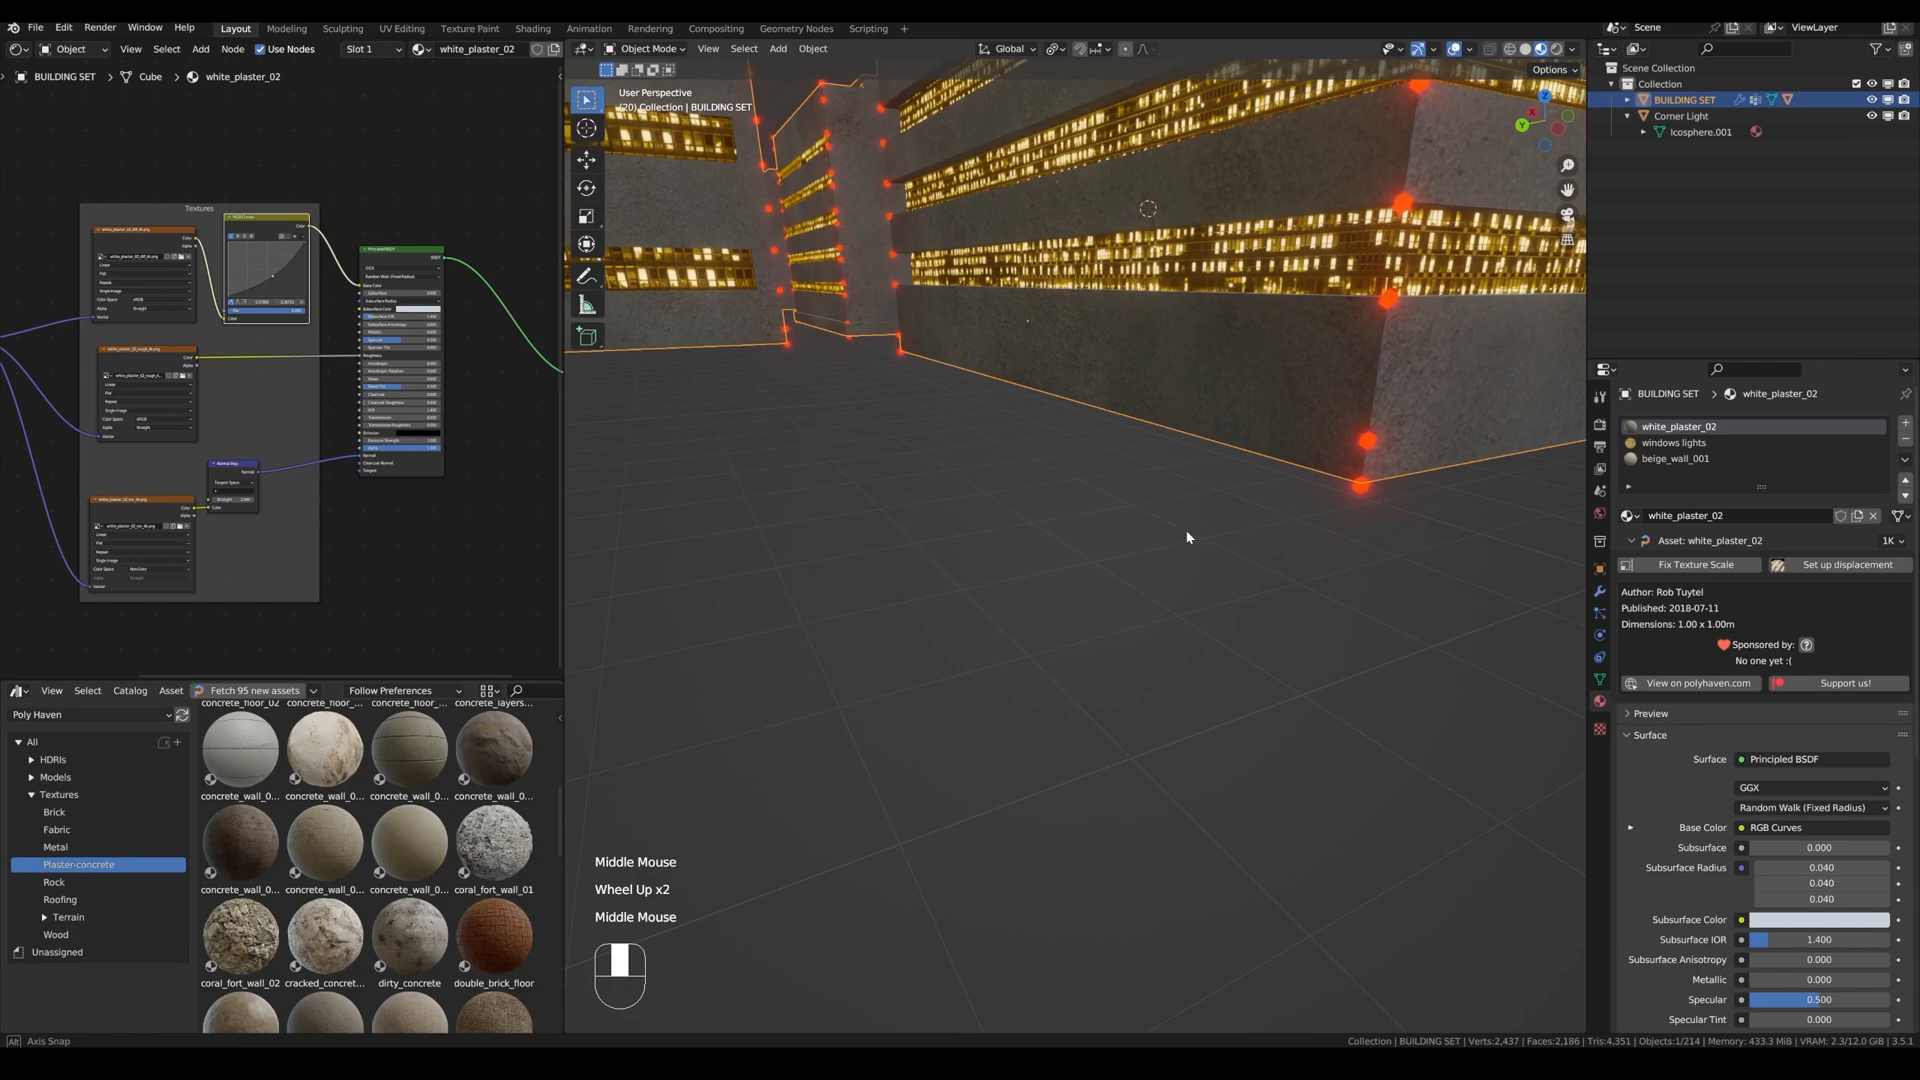 File Edit Render Window Help Layout Modeling Sculpting UV Editing Texture Paint Shading Animation Rendering Compositing Geometry Nodes Scripting + Scene ViewLayer
Object View Select Add Node Use Nodes Slot 1 white_plaster_02
Object Mode View Select Add Object Global
Options
BUILDING SET > Cube > white_plaster_02
User Perspective
(20) Collection | BUILDING SET
Scene Collection
Collection
BUILDING SET
Corner Light
Icosphere.001
Textures
RGB Curves
Principled BSDF
Normal Map
BUILDING SET > white_plaster_02
white_plaster_02
windows lights
beige_wall_001
white_plaster_02
Asset: white_plaster_02 1K
Fix Texture Scale Set up displacement
Author: Rob Tuytel
Published: 2018-07-11
Dimensions: 1.00 x 1.00m
Sponsored by:
No one yet :(
View on polyhaven.com Support us!
Preview
Surface
Surface Principled BSDF
GGX
Random Walk (Fixed Radius)
Base Color RGB Curves
Subsurface 0.000
Subsurface Radius 0.040
0.040
0.040
Subsurface Color
Subsurface IOR 1.400
Subsurface Anisotropy 0.000
Metallic 0.000
Specular 0.500
Specular Tint 0.000
View Select Catalog Asset Fetch 95 new assets Follow Preferences
Poly Haven
All
HDRIs
Models
Textures
Brick
Fabric
Metal
Plaster-concrete
Rock
Roofing
Terrain
Wood
Unassigned
concrete_floor_02 concrete_floor_... concrete_floor_... concrete_layers...
concrete_wall_0... concrete_wall_0... concrete_wall_0... concrete_wall_0...
concrete_wall_0... concrete_wall_0... concrete_wall_0... coral_fort_wall_01
coral_fort_wall_02 cracked_concret... dirty_concrete double_brick_floor
Middle Mouse
Wheel Up x2
Middle Mouse
Alt Axis Snap
Collection | BUILDING SET | Verts:2,437 | Faces:2,186 | Tris:4,351 | Objects:1/214 | Memory: 433.3 MiB | VRAM: 2.3/12.0 GiB | 3.5.1